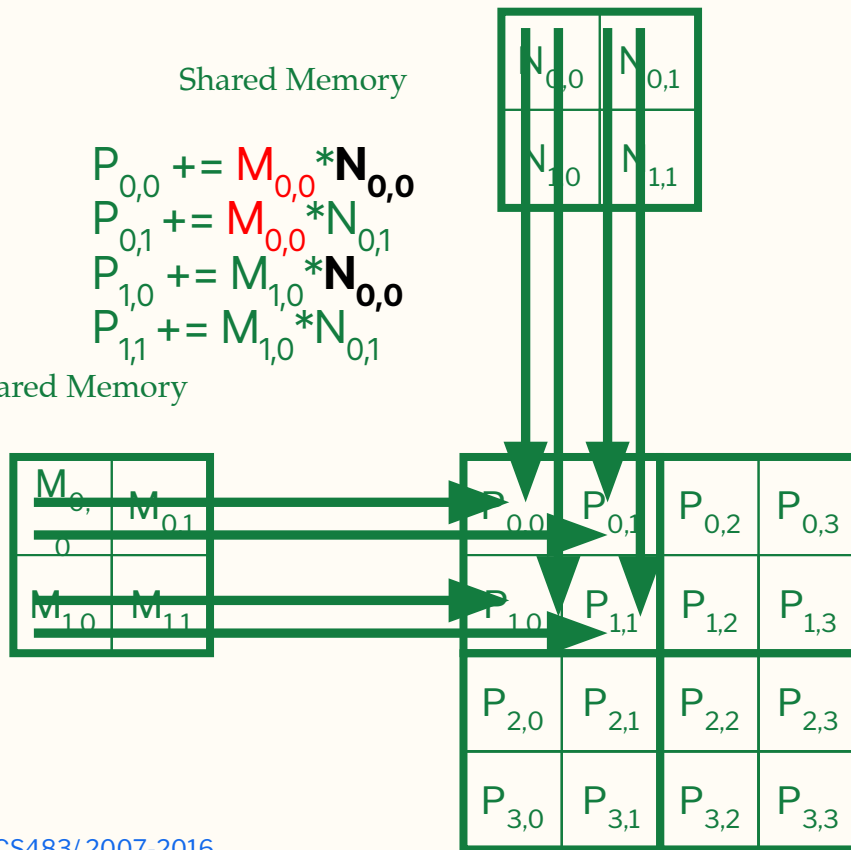 Shared Memory
N0,0 N0,1
N1,0 N1,1
P0,0 += M0,0*N0,0
P0,1 += M0,0*N0,1
P1,0 += M1,0*N0,0
P1,1 += M1,0*N0,1
ared Memory
M0,0 M0,1
M1,0 M1,1
P0,0 P0,1 P0,2 P0,3
P1,0 P1,1 P1,2 P1,3
P2,0 P2,1 P2,2 P2,3
P3,0 P3,1 P3,2 P3,3
CS483/ 2007-2016